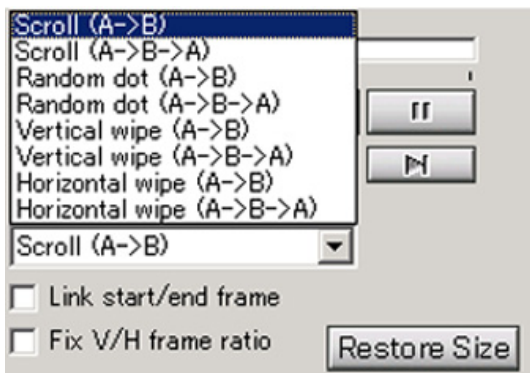 Scroll (A->B)
Scroll (A->B->A)
Random dot (A->B)
Random dot (A->B->A)
Vertical wipe (A->B)
Vertical wipe (A->B->A)
Horizontal wipe (A->B)
Horizontal wipe (A->B->A)
Scroll (A->B)
Link start/end frame
Fix V/H frame ratio
Restore Size